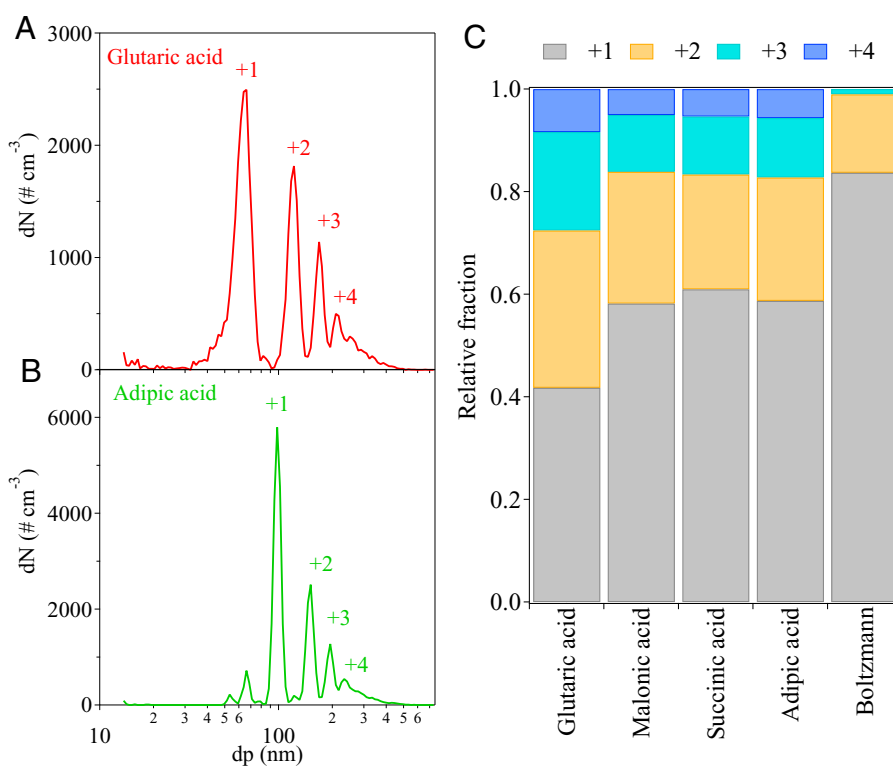 A
Glutaric acid
+1
+2
+3
+4
3000
2000
1000
0
dN (# cm-3)
B
Adipic acid
+1
+2
+3
+4
6000
4000
2000
0
dN (# cm-3)
10 2 3 4 5 6 100 2 3 4 5 6
dp (nm)
C
+1 +2 +3 +4
1.0
0.8
0.6
0.4
0.2
0.0
Relative fraction
Glutaric acid
Malonic acid
Succinic acid
Adipic acid
Boltzmann